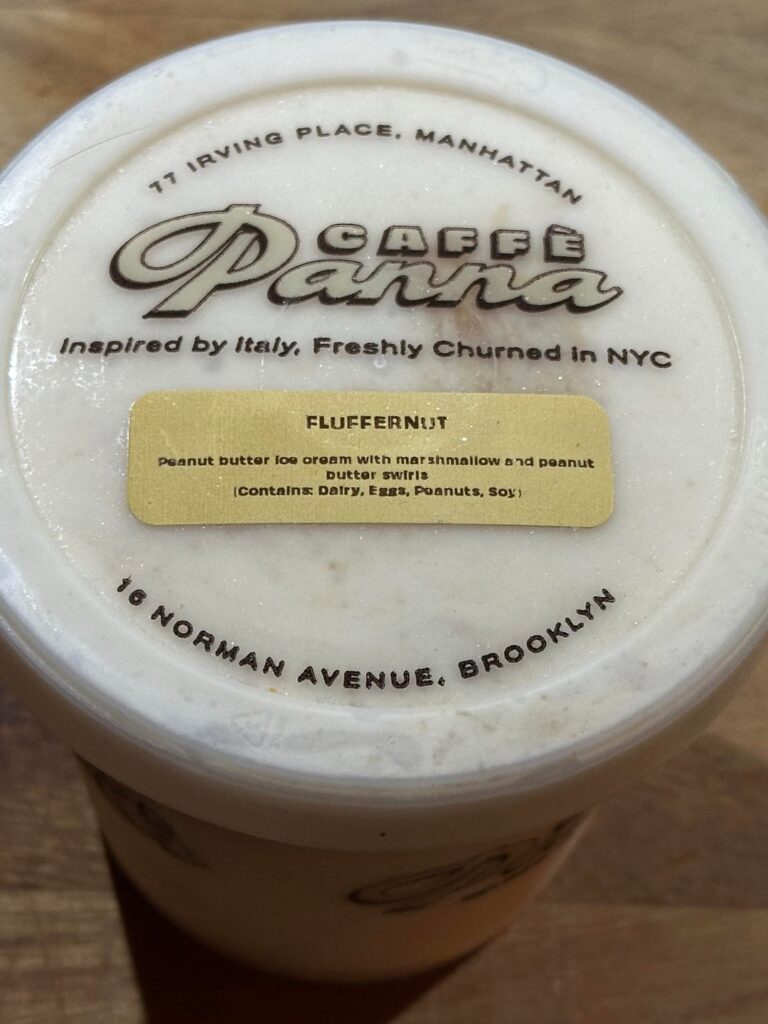 77 IRVING PLACE, MANHATTAN
CAFFÈ
Panna
Inspired by Italy, Freshly Churned in NYC
FLUFFERNUT
Peanut butter ice cream with marshmallow and peanut
butter swirls
(Contains: Dairy, Eggs, Peanuts, Soy)
16 NORMAN AVENUE, BROOKLYN